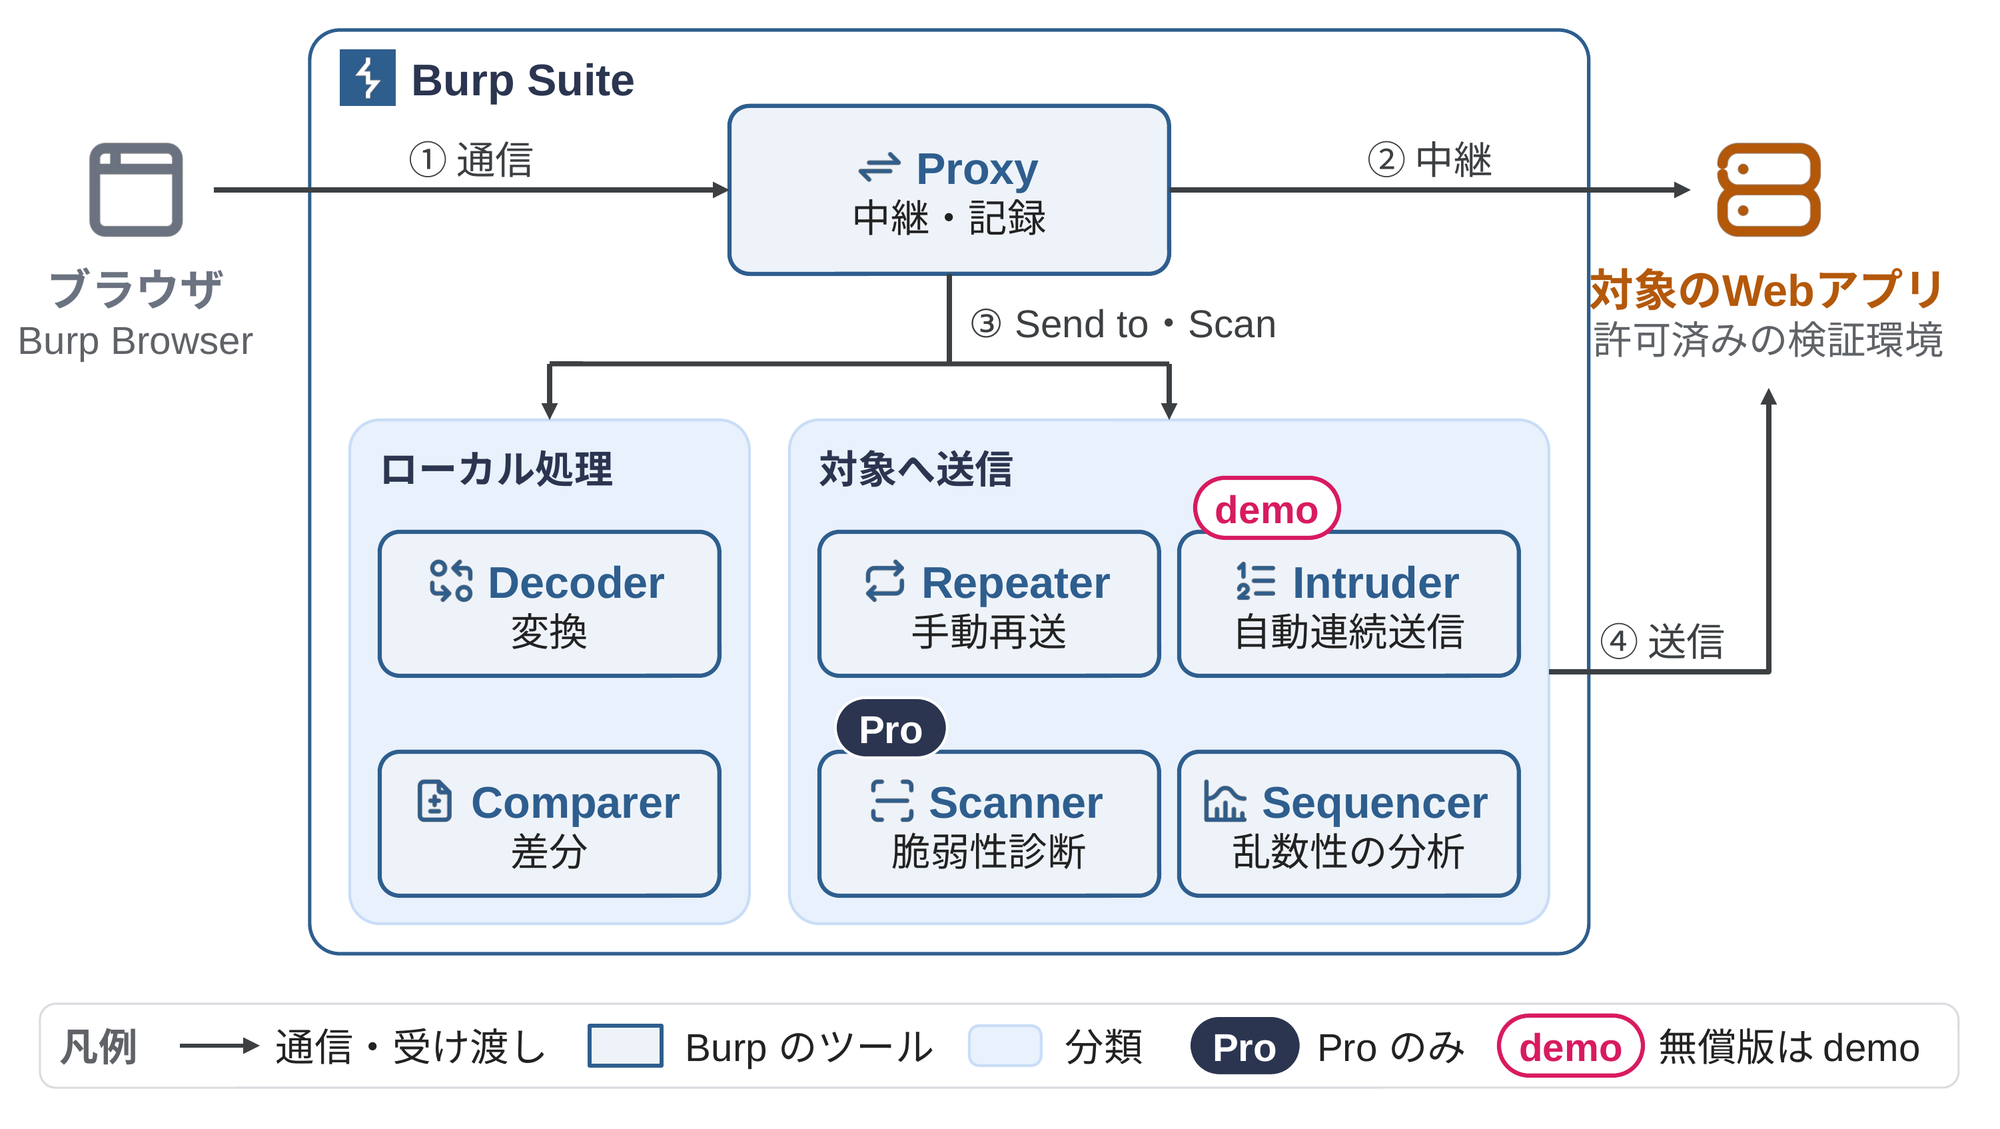 Burp Suite
① 通信
Proxy
中継・記録
② 中継
ブラウザ
Burp Browser
対象のWebアプリ
許可済みの検証環境
③ Send to・Scan
ローカル処理
Decoder
変換
Comparer
差分
対象へ送信
Repeater
手動再送
demo
Intruder
自動連続送信
Pro
Scanner
脆弱性診断
Sequencer
乱数性の分析
④ 送信
凡例 通信・受け渡し Burp のツール 分類 Pro Pro のみ demo 無償版は demo